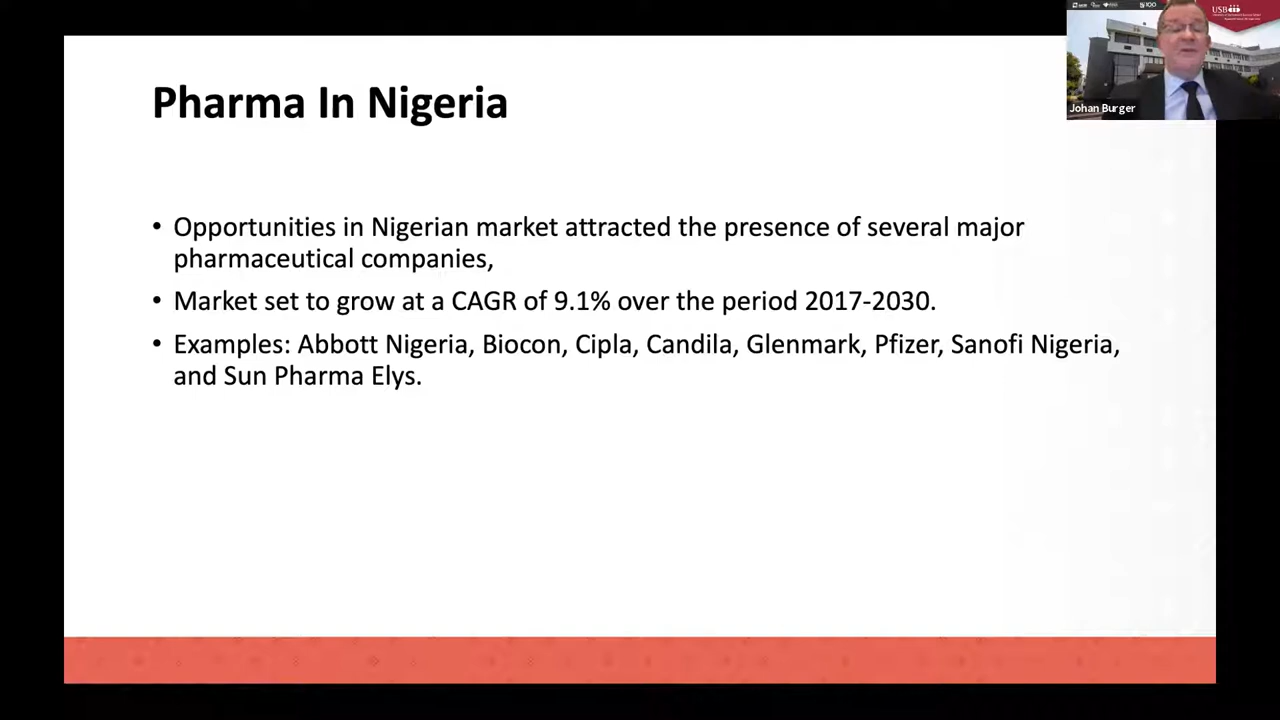 Pharma In Nigeria
• Opportunities in Nigerian market attracted the presence of several major
pharmaceutical companies,
• Market set to grow at a CAGR of 9.1% over the period 2017-2030.
• Examples: Abbott Nigeria, Biocon, Cipla, Candila, Glenmark, Pfizer, Sanofi Nigeria,
and Sun Pharma Elys.
USB
Johan Burger